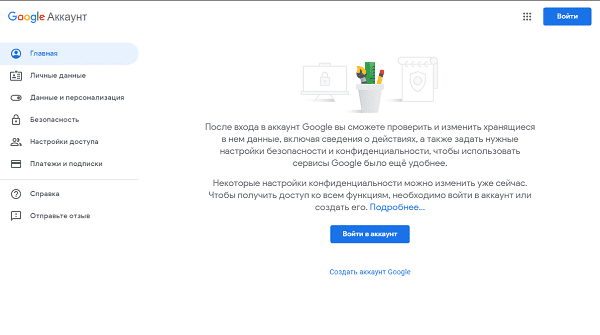 Google Аккаунт
Войти
Главная
Личные данные
Данные и персонализация
Безопасность
Настройки доступа
Платежи и подписки
Справка
Отправьте отзыв
После входа в аккаунт Google вы сможете проверить и изменить хранящиеся
в нем данные, включая сведения о действиях, а также задать нужные
настройки безопасности и конфиденциальности, чтобы использовать
сервисы Google было ещё удобнее.
Некоторые настройки конфиденциальности можно изменить уже сейчас.
Чтобы получить доступ ко всем функциям, необходимо войти в аккаунт или
создать его. Подробнее...
Войти в аккаунт
Создать аккаунт Google